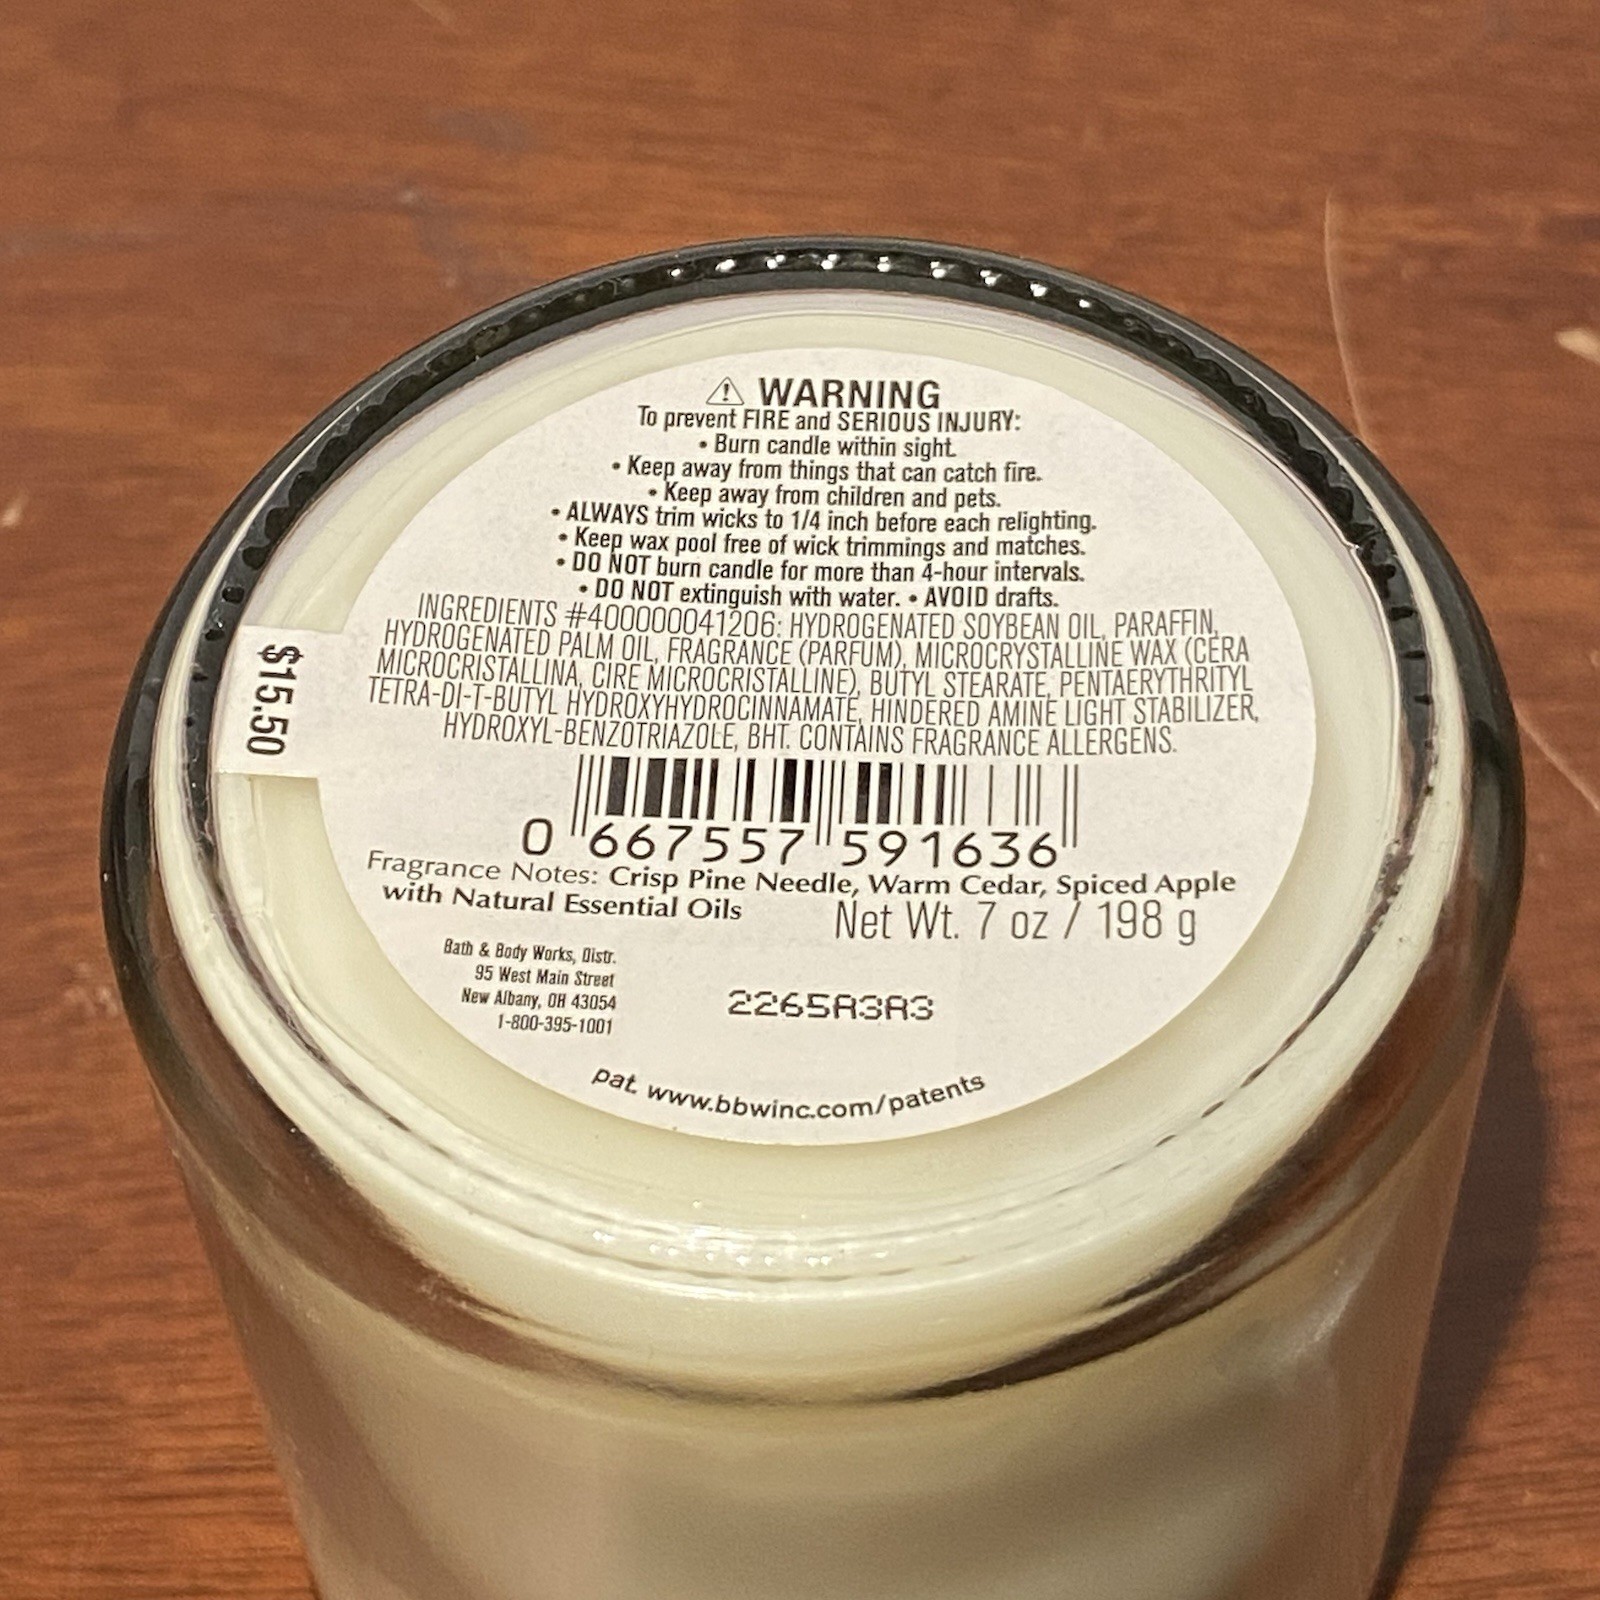 ⚠ WARNING
To prevent FIRE and SERIOUS INJURY:
• Burn candle within sight.
• Keep away from things that can catch fire.
• Keep away from children and pets.
• ALWAYS trim wicks to 1/4 inch before each relighting.
• Keep wax pool free of wick trimmings and matches.
• DO NOT burn candle for more than 4-hour intervals.
• DO NOT extinguish with water. • AVOID drafts.
INGREDIENTS #400000041206: HYDROGENATED SOYBEAN OIL, PARAFFIN,
HYDROGENATED PALM OIL, FRAGRANCE (PARFUM), MICROCRYSTALLINE WAX (CERA
MICROCRISTALLINA, CIRE MICROCRISTALLINE), BUTYL STEARATE, PENTAERYTHRITYL
TETRA-DI-T-BUTYL HYDROXYHYDROCINNAMATE, HINDERED AMINE LIGHT STABILIZER,
HYDROXYL-BENZOTRIAZOLE, BHT. CONTAINS FRAGRANCE ALLERGENS.
$15.50
0 667557 591636
Fragrance Notes: Crisp Pine Needle, Warm Cedar, Spiced Apple
with Natural Essential Oils
Net Wt. 7 oz / 198 g
Bath & Body Works, Distr.
95 West Main Street
New Albany, OH 43054
1-800-395-1001
2265A3A3
pat. www.bbwinc.com/patents